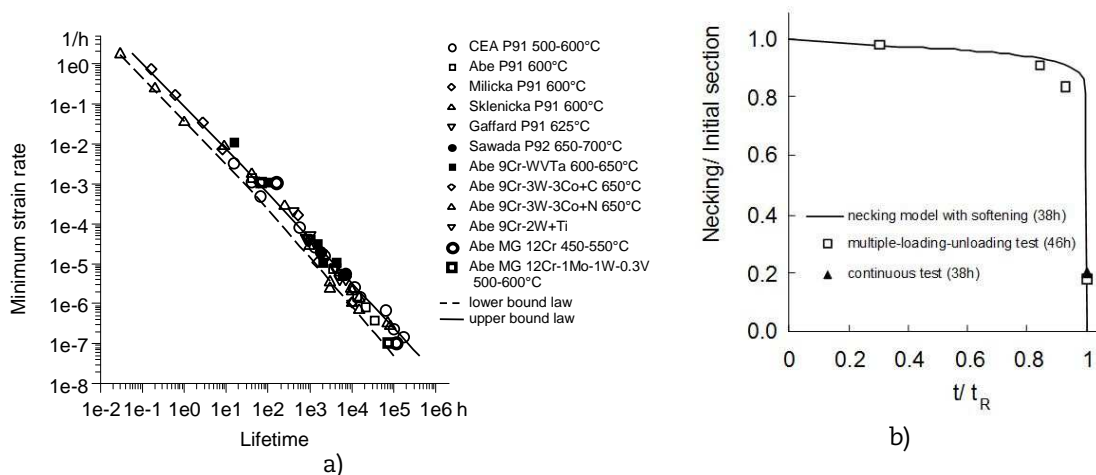 1/h
1e0
1e-1
1e-2
1e-3
1e-4
1e-5
1e-6
1e-7
1e-8
Minimum strain rate
1e-2 1e-1 1e0 1e1 1e2 1e3 1e4 1e5 1e6 h
Lifetime
a)
CEA P91 500-600°C
Abe P91 600°C
Milicka P91 600°C
Sklenicka P91 600°C
Gaffard P91 625°C
Sawada P92 650-700°C
Abe 9Cr-WVTa 600-650°C
Abe 9Cr-3W-3Co+C 650°C
Abe 9Cr-3W-3Co+N 650°C
Abe 9Cr-2W+Ti
Abe MG 12Cr 450-550°C
Abe MG 12Cr-1Mo-1W-0.3V
500-600°C
lower bound law
upper bound law
Necking/ Initial section
1.0
0.8
0.6
0.4
0.2
0.0
necking model with softening (38h)
multiple-loading-unloading test (46h)
continuous test (38h)
0 0.2 0.4 0.6 0.8 1
t/ tR
b)